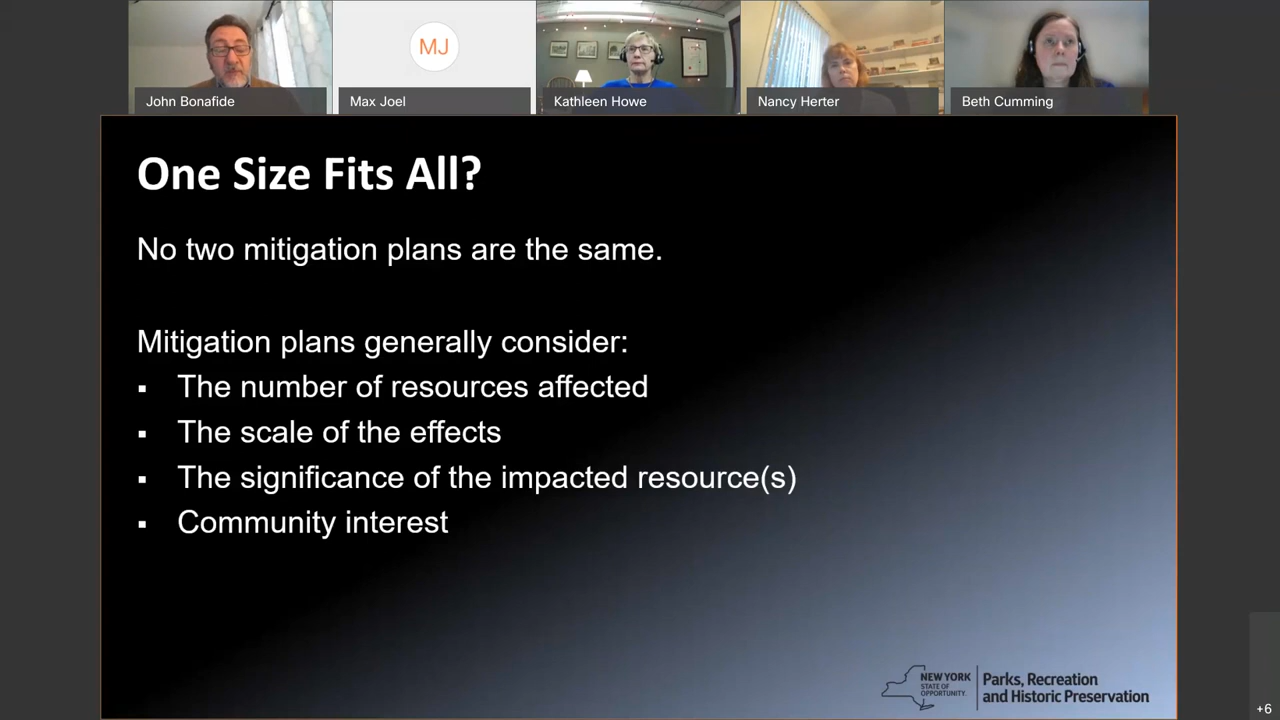 MJ
John Bonafide
Max Joel
Kathleen Howe
Nancy Herter
Beth Cumming
One Size Fits All?
No two mitigation plans are the same.
Mitigation plans generally consider:
▪ The number of resources affected
▪ The scale of the effects
▪ The significance of the impacted resource(s)
▪ Community interest
NEW YORK
STATE OF
OPPORTUNITY.
Parks, Recreation
and Historic Preservation
+6